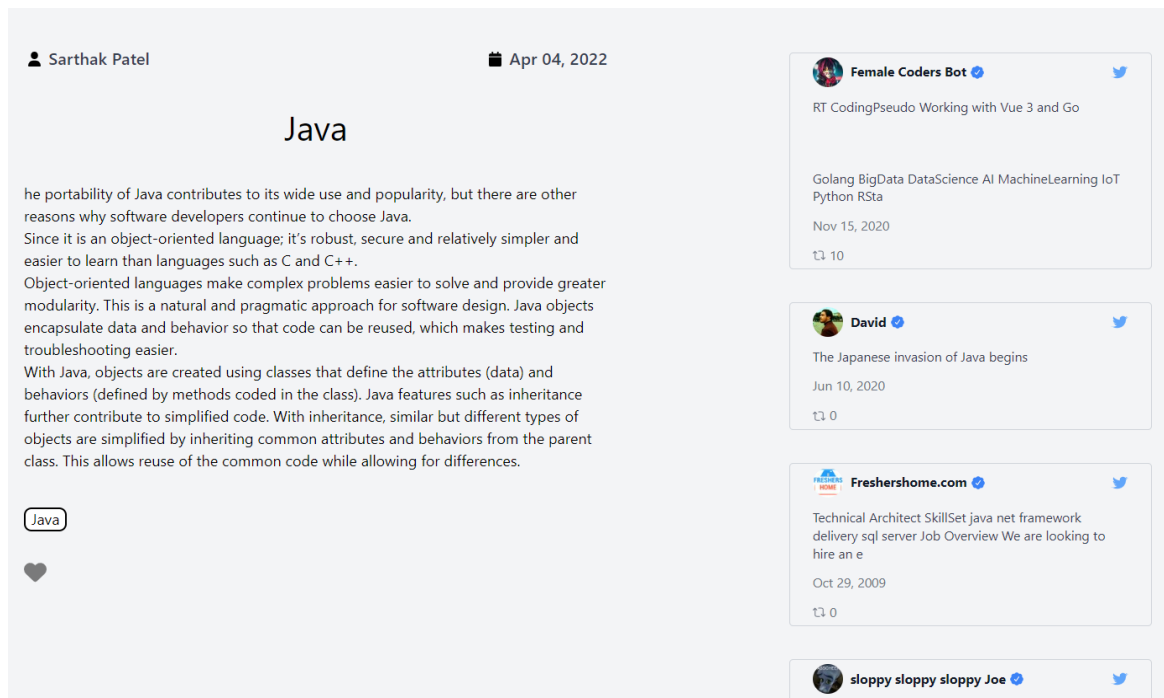 Sarthak Patel
Apr 04, 2022
Java
he portability of Java contributes to its wide use and popularity, but there are other
reasons why software developers continue to choose Java.
Since it is an object-oriented language; it’s robust, secure and relatively simpler and
easier to learn than languages such as C and C++.
Object-oriented languages make complex problems easier to solve and provide greater
modularity. This is a natural and pragmatic approach for software design. Java objects
encapsulate data and behavior so that code can be reused, which makes testing and
troubleshooting easier.
With Java, objects are created using classes that define the attributes (data) and
behaviors (defined by methods coded in the class). Java features such as inheritance
further contribute to simplified code. With inheritance, similar but different types of
objects are simplified by inheriting common attributes and behaviors from the parent
class. This allows reuse of the common code while allowing for differences.
Java
Female Coders Bot
RT CodingPseudo Working with Vue 3 and Go
Golang BigData DataScience AI MachineLearning IoT
Python RSta
Nov 15, 2020
10
David
The Japanese invasion of Java begins
Jun 10, 2020
0
FRESHERS
HOME
Freshershome.com
Technical Architect SkillSet java net framework
delivery sql server Job Overview We are looking to
hire an e
Oct 29, 2009
0
sloppy sloppy sloppy Joe